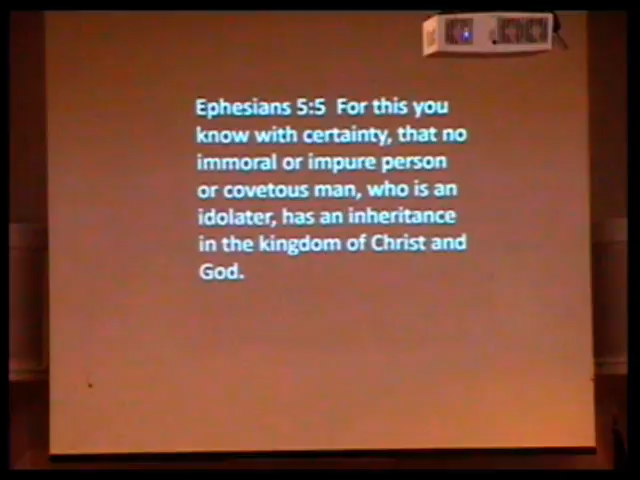 Ephesians 5:5  For this you
know with certainty, that no
immoral or impure person
or covetous man, who is an
idolater, has an inheritance
in the kingdom of Christ and
God.